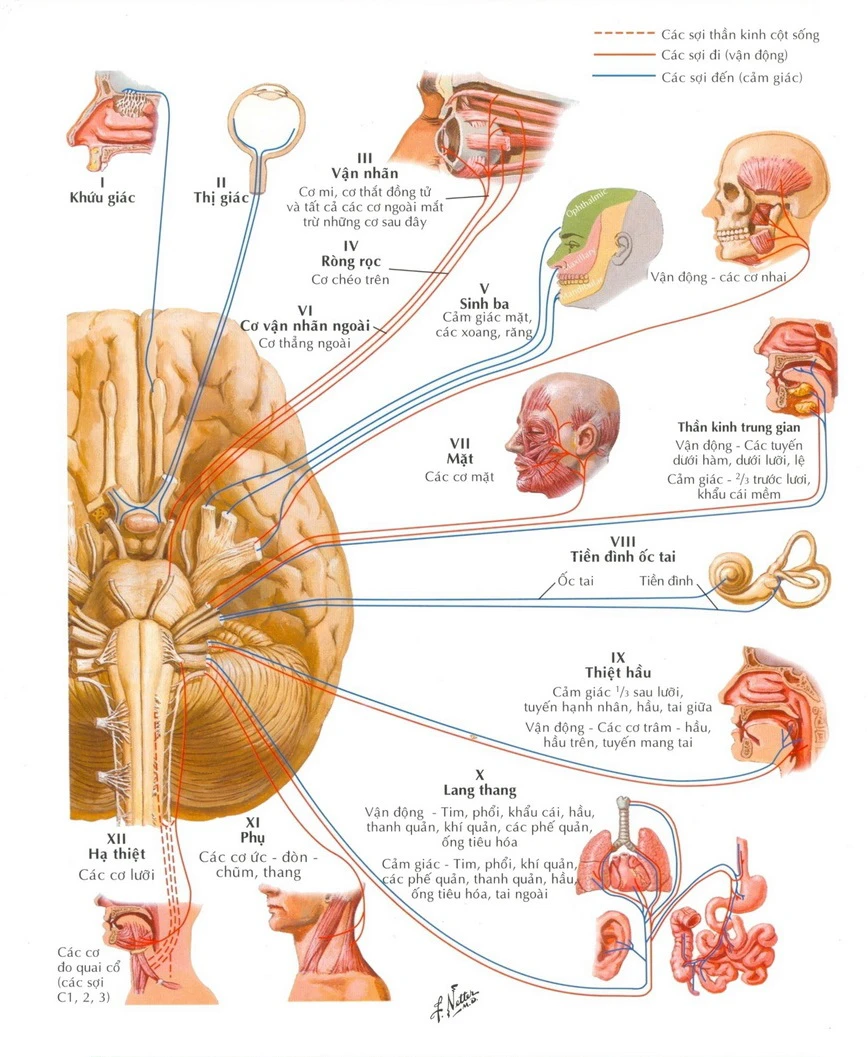 Các sợi thần kinh cột sống
Các sợi đi (vận động)
Các sợi đến (cảm giác)
I
Khứu giác
II
Thị giác
III
Vận nhãn
Cơ mi, cơ thắt đồng tử
và tất cả các cơ ngoài mắt
trừ những cơ sau đây
IV
Ròng rọc
Cơ chéo trên
VI
Cơ vận nhãn ngoài
Cơ thẳng ngoài
V
Sinh ba
Cảm giác mặt,
các xoang, răng
Ophthalmic
Maxillary
Vận động - các cơ nhai
VII
Mặt
Các cơ mặt
Thần kinh trung gian
Vận động - Các tuyến
dưới hàm, dưới lưỡi, lệ
Cảm giác - 2/3 trước lươi,
khẩu cái mềm
VIII
Tiền đình ốc tai
Ốc tai
Tiền đình
IX
Thiệt hầu
Cảm giác 1/3 sau lưỡi,
tuyến hạnh nhân, hầu, tai giữa
Vận động - Các cơ trâm - hầu,
hầu trên, tuyến mang tai
X
Lang thang
Vận động - Tim, phổi, khẩu cái, hầu,
thanh quản, khí quản, các phế quản,
ống tiêu hóa
Cảm giác - Tim, phổi, khí quản,
các phế quản, thanh quản, hầu,
ống tiêu hóa, tai ngoài
XII
Hạ thiệt
Các cơ lưỡi
XI
Phụ
Các cơ ức - đòn -
chũm, thang
Các cơ
do quai cổ
(các sợi
C1, 2, 3)
F. Netter
M.D.